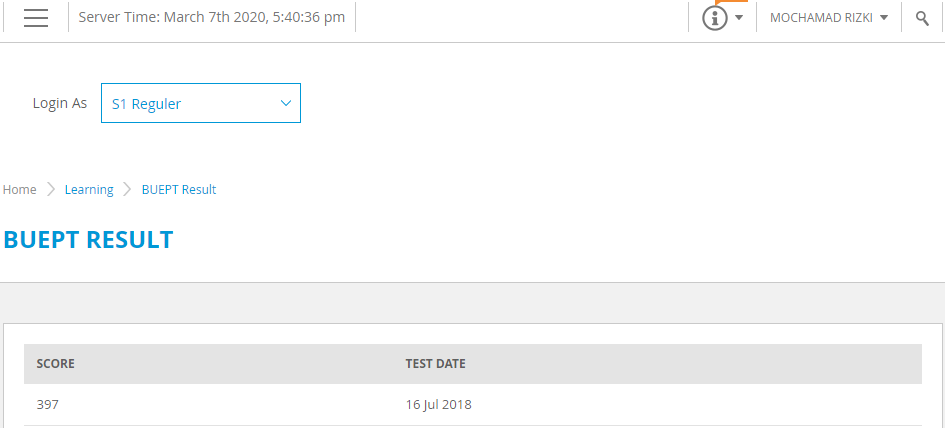 Server Time: March 7th 2020, 5:40:36 pm MOCHAMAD RIZKI
Login As S1 Reguler
Home Learning BUEPT Result
BUEPT RESULT
SCORE TEST DATE
397 16 Jul 2018